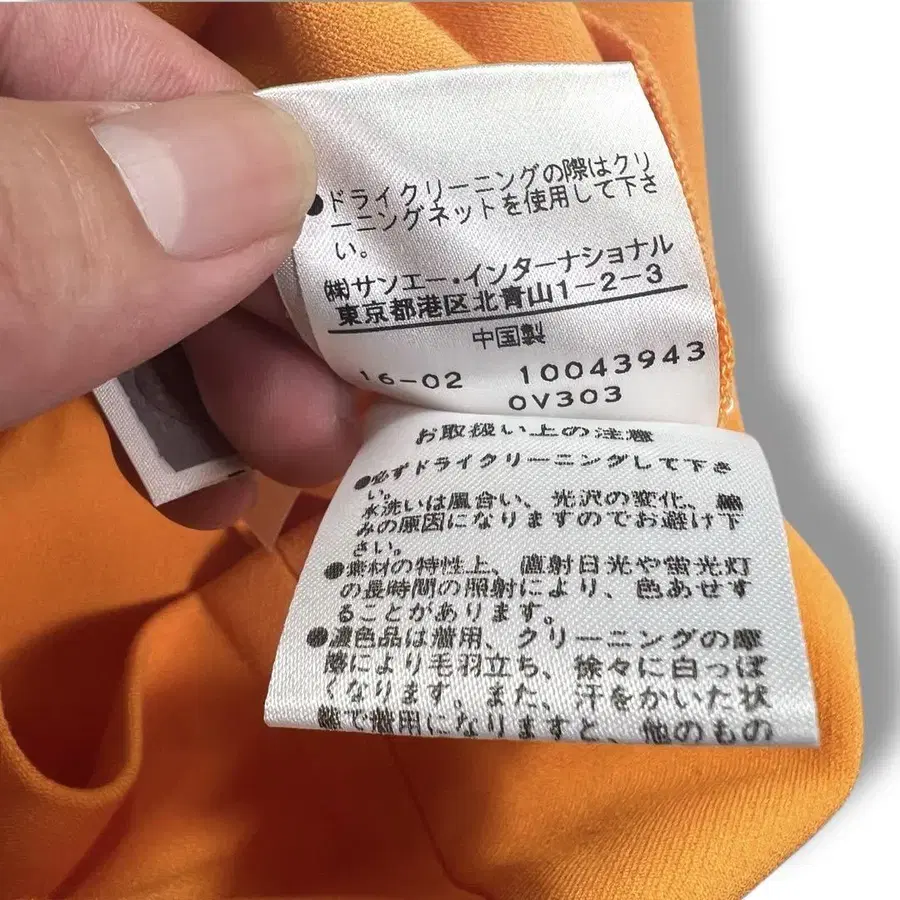 ●ドライクリーニングの際はクリ
ーニングネットを使用して下さ
い。
㈱サンエー・インターナショナル
東京都港区北青山1-2-3
中国製
16-02 10043943
OV303
お取扱い上の注意
●必ずドライクリーニングして下さ
い。
水洗いは風合い、光沢の変化、縮
みの原因になりますのでお避け下
さい。
●素材の特性上、直射日光や蛍光灯
の長時間の照射により、色あせす
ることがあります。
●濃色品は着用、クリーニングの摩
擦により毛羽立ち、徐々に白っぽ
くなります。また、汗をかいた状
態で着用になりますと、他のもの